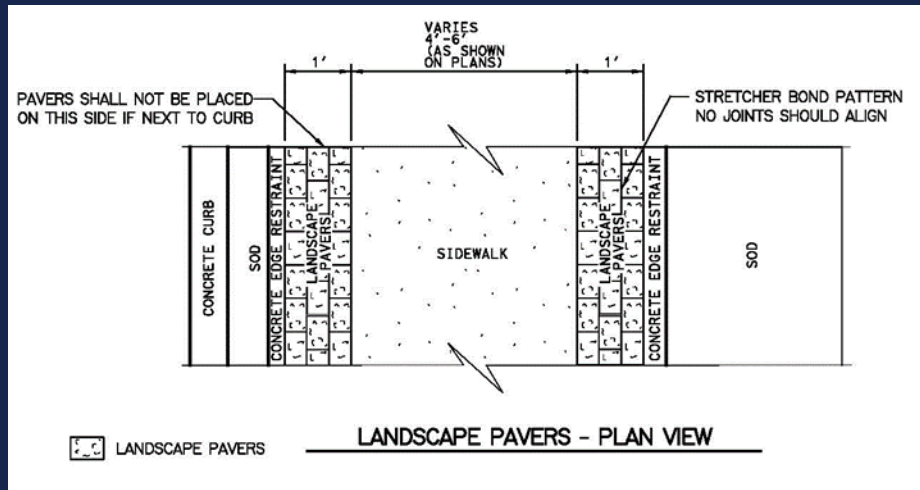 VARIES
4'-6'
(AS SHOWN
ON PLANS)
1'
1'
PAVERS SHALL NOT BE PLACED
ON THIS SIDE IF NEXT TO CURB
STRETCHER BOND PATTERN
NO JOINTS SHOULD ALIGN
CONCRETE CURB
SOD
CONCRETE EDGE RESTRAINT
LANDSCAPE
PAVERS
SIDEWALK
LANDSCAPE
PAVERS
CONCRETE EDGE RESTRAINT
SOD
LANDSCAPE PAVERS
LANDSCAPE PAVERS - PLAN VIEW